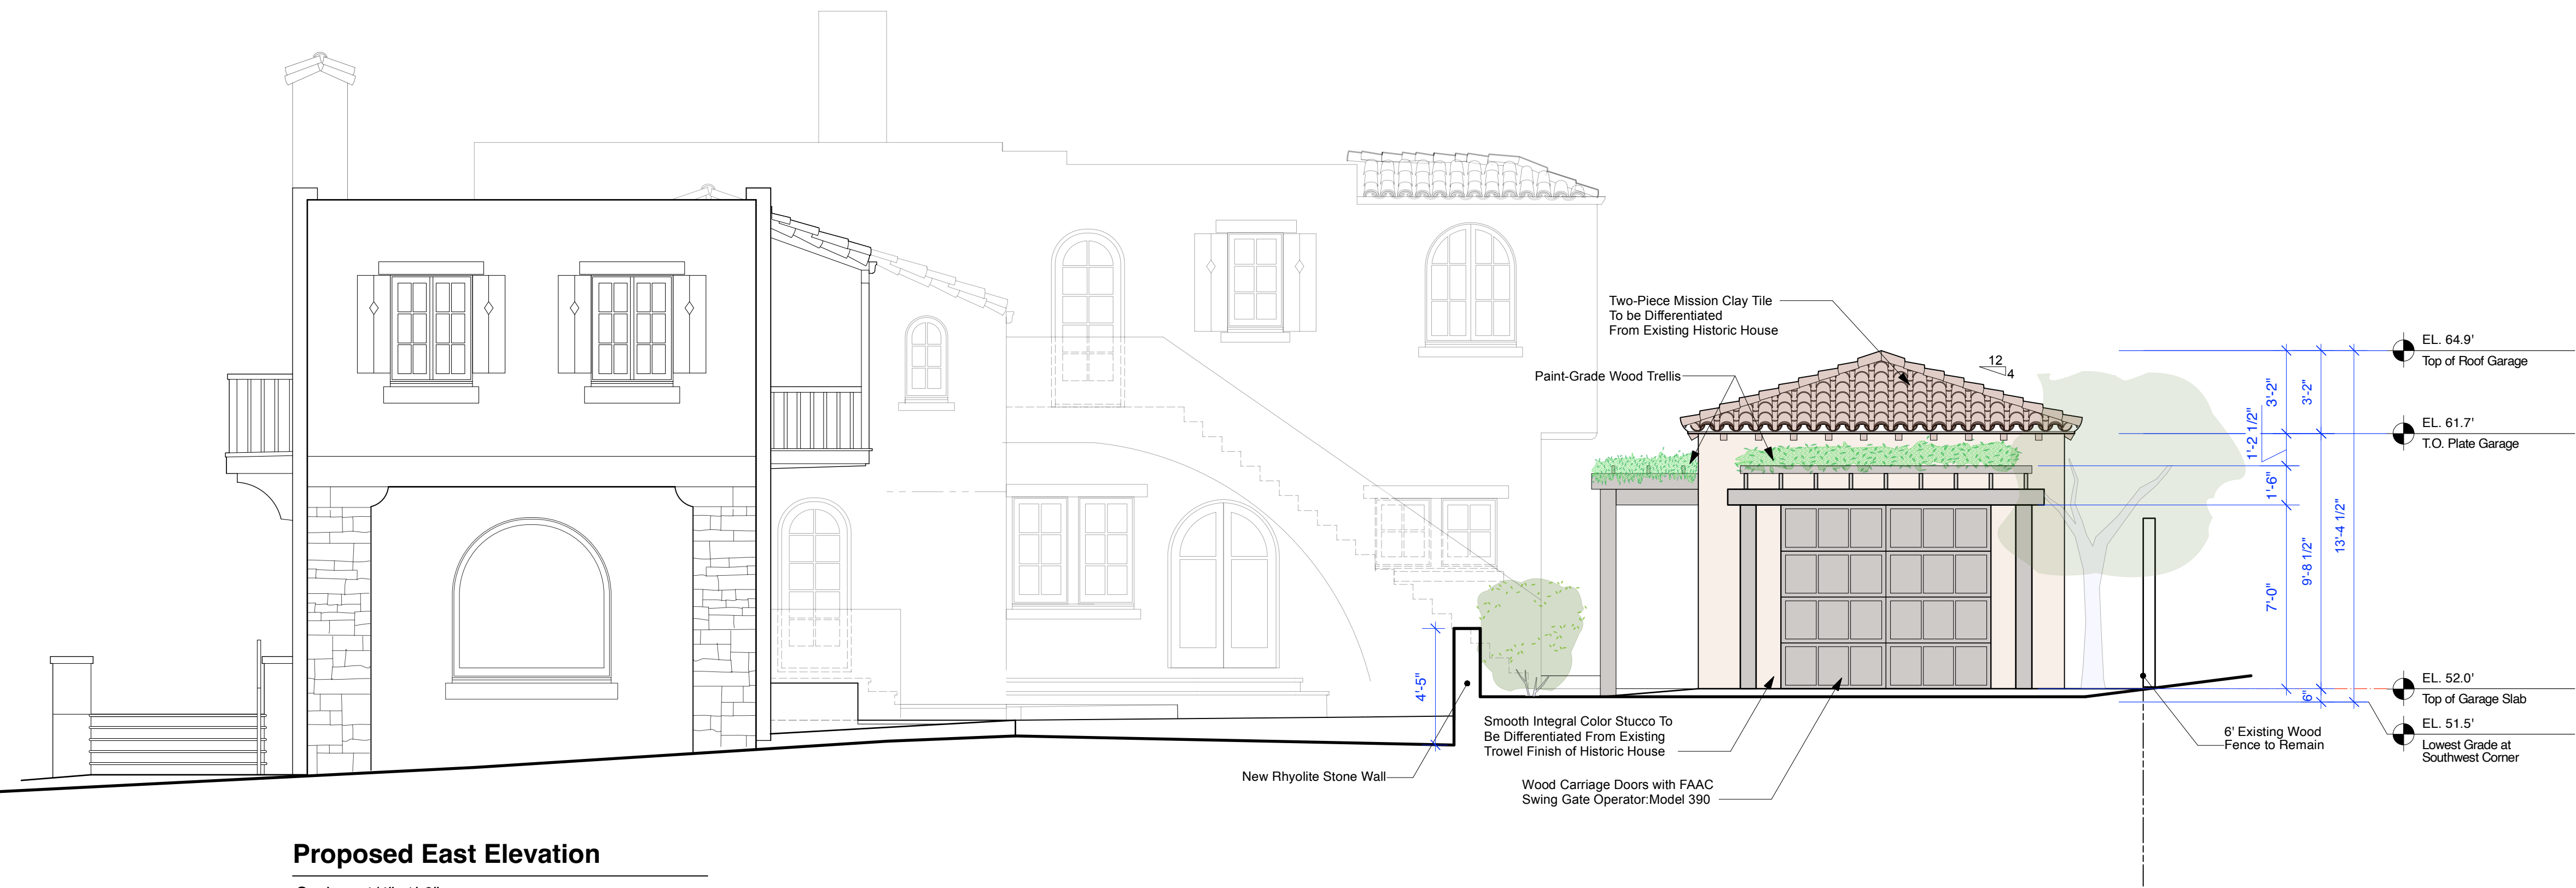 Two-Piece Mission Clay Tile
To be Differentiated
From Existing Historic House
Paint-Grade Wood Trellis
12
4
EL. 64.9'
Top of Roof Garage
EL. 61.7'
T.O. Plate Garage
3'-2"
3'-2"
1'-2 1/2"
1'-6"
7'-0"
9'-8 1/2"
13'-4 1/2"
6"
4'-5"
EL. 52.0'
Top of Garage Slab
EL. 51.5'
Lowest Grade at
Southwest Corner
6' Existing Wood
Fence to Remain
Smooth Integral Color Stucco To
Be Differentiated From Existing
Trowel Finish of Historic House
New Rhyolite Stone Wall
Wood Carriage Doors with FAAC
Swing Gate Operator:Model 390
Proposed East Elevation